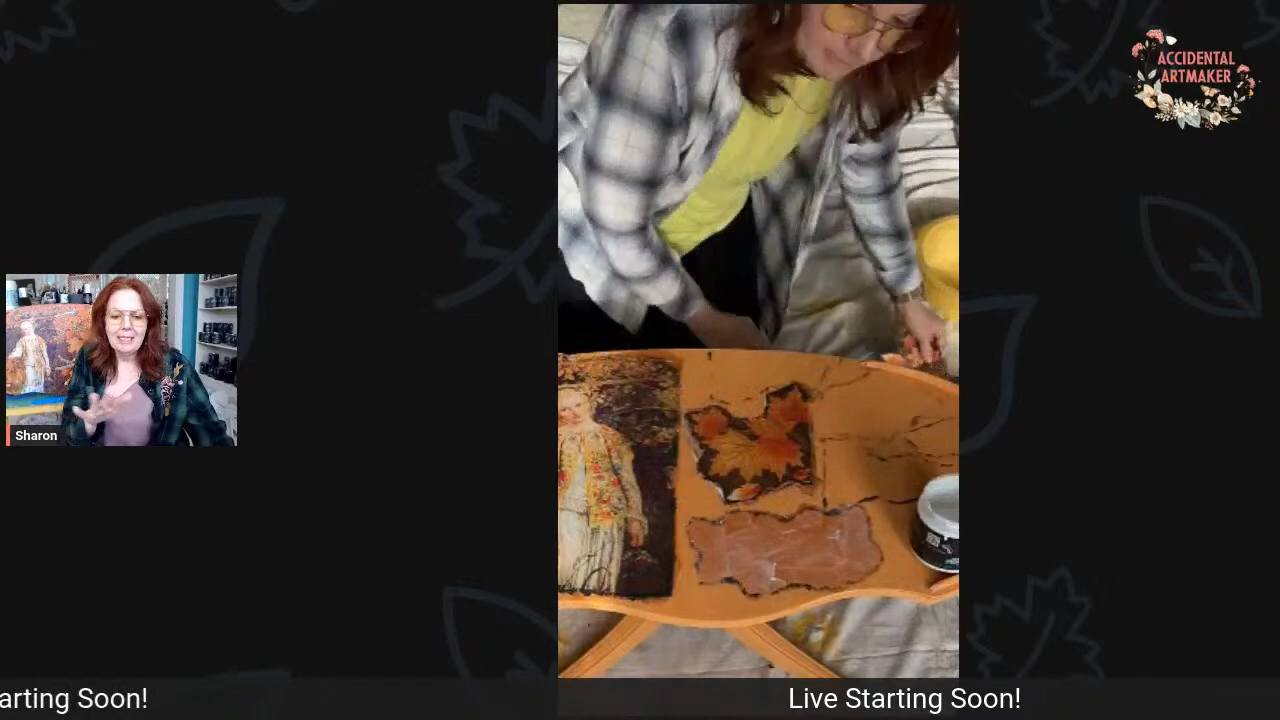 ACCIDENTAL
ARTMAKER
Sharon
arting Soon!
Live Starting Soon!